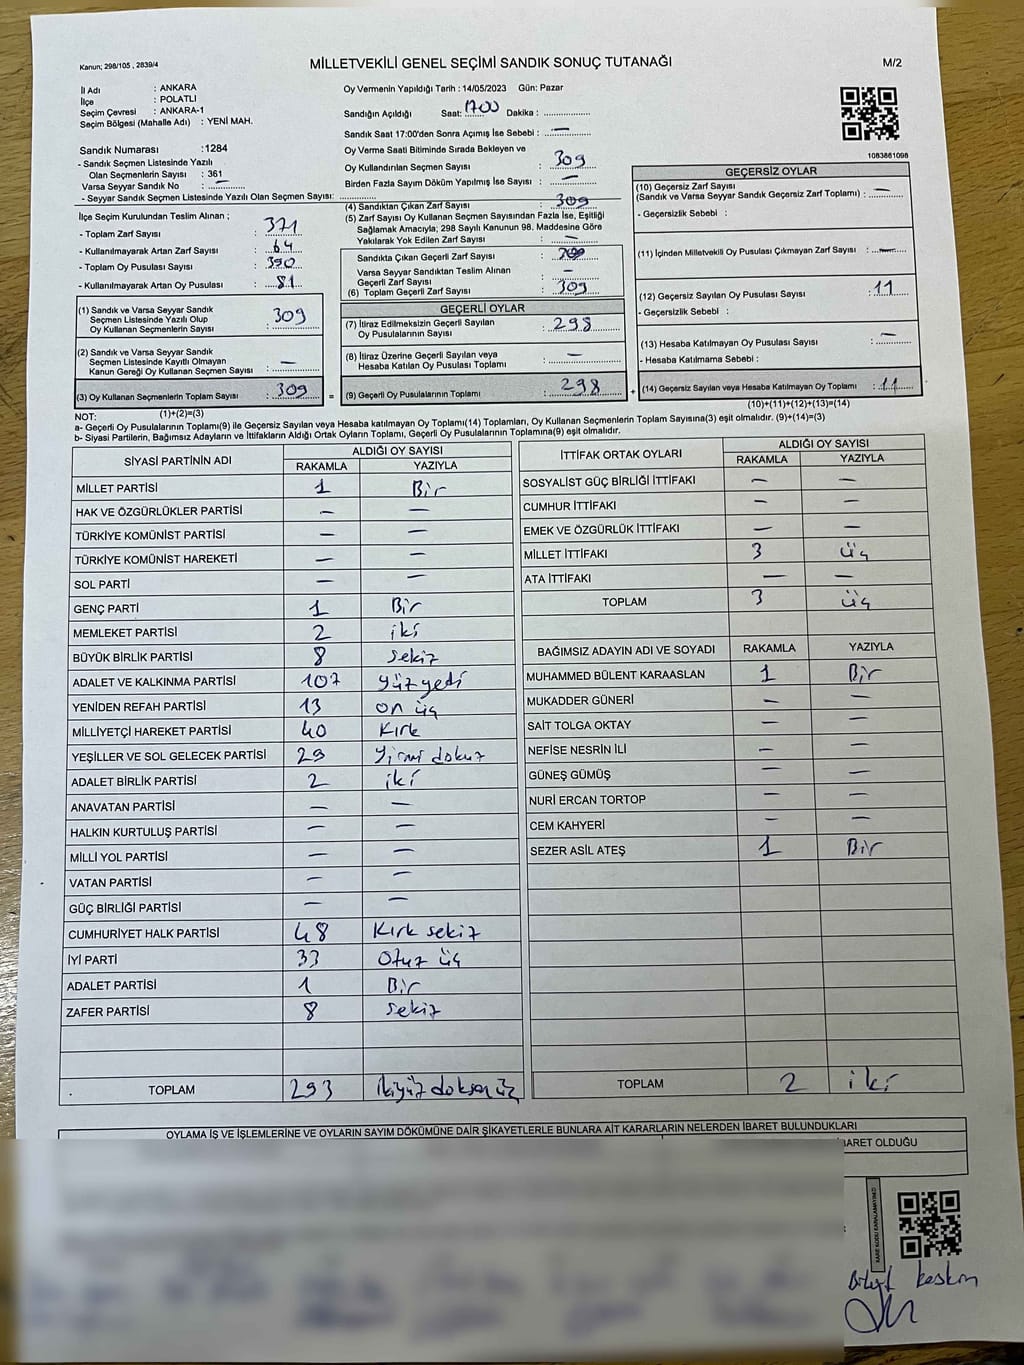 Kanun; 298/105 , 2839/4
MİLLETVEKİLİ GENEL SEÇİMİ SANDIK SONUÇ TUTANAĞI
M/2
İl Adı : ANKARA
İlçe : POLATLI
Seçim Çevresi : ANKARA-1
Seçim Bölgesi (Mahalle Adı) : YENİ MAH.
Sandık Numarası :1284
- Sandık Seçmen Listesinde Yazılı
Olan Seçmenlerin Sayısı : 361
Varsa Seyyar Sandık No : —
- Seyyar Sandık Seçmen Listesinde Yazılı Olan Seçmen Sayısı:
İlçe Seçim Kurulundan Teslim Alınan ;
- Toplam Zarf Sayısı : 371
- Kullanılmayarak Artan Zarf Sayısı : 64
- Toplam Oy Pusulası Sayısı : 390
- Kullanılmayarak Artan Oy Pusulası : 81
(1) Sandık ve Varsa Seyyar Sandık
Seçmen Listesinde Yazılı Olup
Oy Kullanan Seçmenlerin Sayısı : 309
(2) Sandık ve Varsa Seyyar Sandık
Seçmen Listesinde Kayıtlı Olmayan
Kanun Gereği Oy Kullanan Seçmen Sayısı : —
(3) Oy Kullanan Seçmenlerin Toplam Sayısı : 309
Oy Vermenin Yapıldığı Tarih : 14/05/2023 Gün: Pazar
Sandığın Açıldığı Saat: 1700 Dakika :
Sandık Saat 17:00'den Sonra Açımış İse Sebebi : —
Oy Verme Saati Bitiminde Sırada Bekleyen ve
Oy Kullandırılan Seçmen Sayısı : 309
Birden Fazla Sayım Döküm Yapılmış İse Sayısı : —
(4) Sandıktan Çıkan Zarf Sayısı : 309
(5) Zarf Sayısı Oy Kullanan Seçmen Sayısından Fazla İse, Eşitliği
Sağlamak Amacıyla; 298 Sayılı Kanunun 98. Maddesine Göre
Yakılarak Yok Edilen Zarf Sayısı : —
Sandıkta Çıkan Geçerli Zarf Sayısı :
Varsa Seyyar Sandıktan Teslim Alınan
Geçerli Zarf Sayısı : —
(6) Toplam Geçerli Zarf Sayısı : 309
GEÇERLİ OYLAR
(7) İtiraz Edilmeksizin Geçerli Sayılan
Oy Pusulalarının Sayısı : 298
(8) İtiraz Üzerine Geçerli Sayılan veya
Hesaba Katılan Oy Pusulası Toplamı : —
= (9) Geçerli Oy Pusulalarının Toplamı : 298
1083861098
GEÇERSİZ OYLAR
(10) Geçersiz Zarf Sayısı
(Sandık ve Varsa Seyyar Sandık Geçersiz Zarf Toplamı) : —
- Geçersizlik Sebebi :
(11) İçinden Milletvekili Oy Pusulası Çıkmayan Zarf Sayısı : —
(12) Geçersiz Sayılan Oy Pusulası Sayısı : 11
- Geçersizlik Sebebi :
(13) Hesaba Katılmayan Oy Pusulası Sayısı : —
- Hesaba Katılmama Sebebi :
+ (14) Geçersiz Sayılan veya Hesaba Katılmayan Oy Toplamı : 11
NOT: (1)+(2)=(3)
(10)+(11)+(12)+(13)=(14)
a- Geçerli Oy Pusulaları Toplamı(9) ile Geçersiz Sayılan veya Hesaba katılmayan Oy Toplamı(14) Toplamları, Oy Kullanan Seçmenlerin Toplam Sayısına(3) eşit olmalıdır. (9)+(14)=(3)
b- Siyasi Partilerin, Bağımsız Adayların ve İttifakların Aldığı Ortak Oyların Toplamı, Geçerli Oy Pusulalarının Toplamına(9) eşit olmalıdır.
SİYASİ PARTİNİN ADI ALDIĞI OY SAYISI
RAKAMLA YAZIYLA
MİLLET PARTİSİ 1 Bir
HAK VE ÖZGÜRLÜKLER PARTİSİ — —
TÜRKİYE KOMÜNİST PARTİSİ — —
TÜRKİYE KOMÜNİST HAREKETİ — —
SOL PARTİ — —
GENÇ PARTİ 1 Bir
MEMLEKET PARTİSİ 2 iki
BÜYÜK BİRLİK PARTİSİ 8 sekiz
ADALET VE KALKINMA PARTİSİ 107 yüz yedi
YENİDEN REFAH PARTİSİ 13 on üç
MİLLİYETÇİ HAREKET PARTİSİ 40 Kırk
YEŞİLLER VE SOL GELECEK PARTİSİ 29 Yirmi dokuz
ADALET BİRLİK PARTİSİ 2 iki
ANAVATAN PARTİSİ — —
HALKIN KURTULUŞ PARTİSİ — —
MİLLİ YOL PARTİSİ — —
VATAN PARTİSİ — —
GÜÇ BİRLİĞİ PARTİSİ — —
CUMHURİYET HALK PARTİSİ 48 Kırk sekiz
İYİ PARTİ 33 Otuz üç
ADALET PARTİSİ 1 Bir
ZAFER PARTİSİ 8 Sekiz
TOPLAM 293 ikiyüz doksen üç
İTTİFAK ORTAK OYLARI ALDIĞI OY SAYISI
RAKAMLA YAZIYLA
SOSYALİST GÜÇ BİRLİĞİ İTTİFAKI — —
CUMHUR İTTİFAKI — —
EMEK VE ÖZGÜRLÜK İTTİFAKI — —
MİLLET İTTİFAKI 3 üç
ATA İTTİFAKI — —
TOPLAM 3 üç
BAĞIMSIZ ADAYIN ADI VE SOYADI RAKAMLA YAZIYLA
MUHAMMED BÜLENT KARAASLAN 1 Bir
MUKADDER GÜNERİ — —
SAİT TOLGA OKTAY — —
NEFİSE NESRİN İLİ — —
GÜNEŞ GÜMÜŞ — —
NURİ ERCAN TORTOP — —
CEM KAHYERİ — —
SEZER ASİL ATEŞ 1 Bir
TOPLAM 2 iki
OYLAMA İŞ VE İŞLEMLERİNE VE OYLARIN SAYIM DÖKÜMÜNE DAİR ŞİKAYETLERLE BUNLARA AİT KARARLARIN NELERDEN İBARET BULUNDUKLARI
İBARET OLDUĞU
KARE KODU KARALAMAYINIZ
keskin